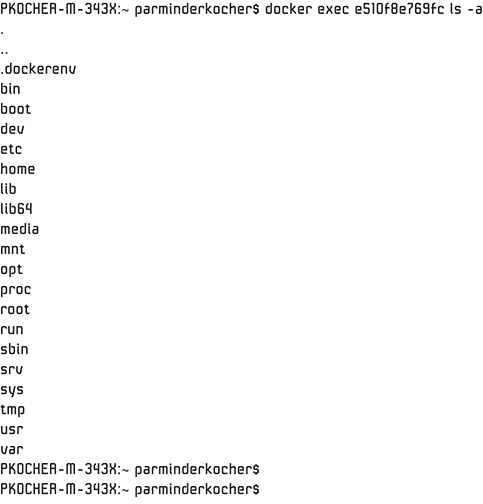 PKOCHER-M-343X:~ parminderkocher$ docker exec e510f8e769fc ls -a
.
..
.dockerenv
bin
boot
dev
etc
home
lib
lib64
media
mnt
opt
proc
root
run
sbin
srv
sys
tmp
usr
var
PKOCHER-M-343X:~ parminderkocher$
PKOCHER-M-343X:~ parminderkocher$